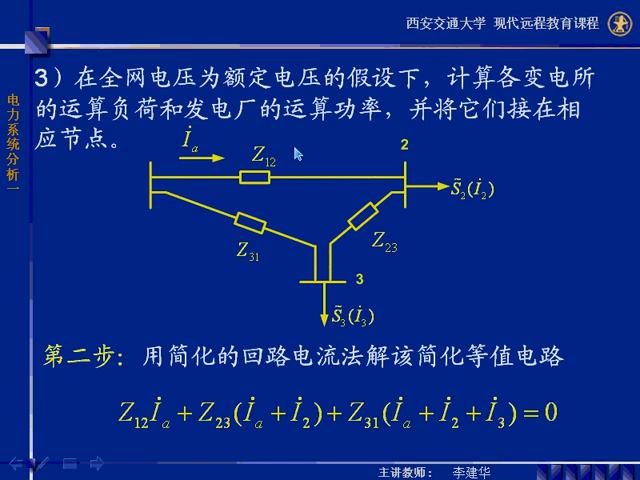 西安交通大学 现代远程教育课程
电力系统分析一
3）在全网电压为额定电压的假设下，计算各变电所
的运算负荷和发电厂的运算功率，并将它们接在相
应节点。
İₐ
Z₁₂
2
S̃₂(İ₂)
Z₃₁
Z₂₃
3
S̃₃(İ₃)
第二步：用简化的回路电流法解该简化等值电路
Z₁₂İₐ + Z₂₃(İₐ + İ₂) + Z₃₁(İₐ + İ₂ + İ₃) = 0
主讲教师： 李建华